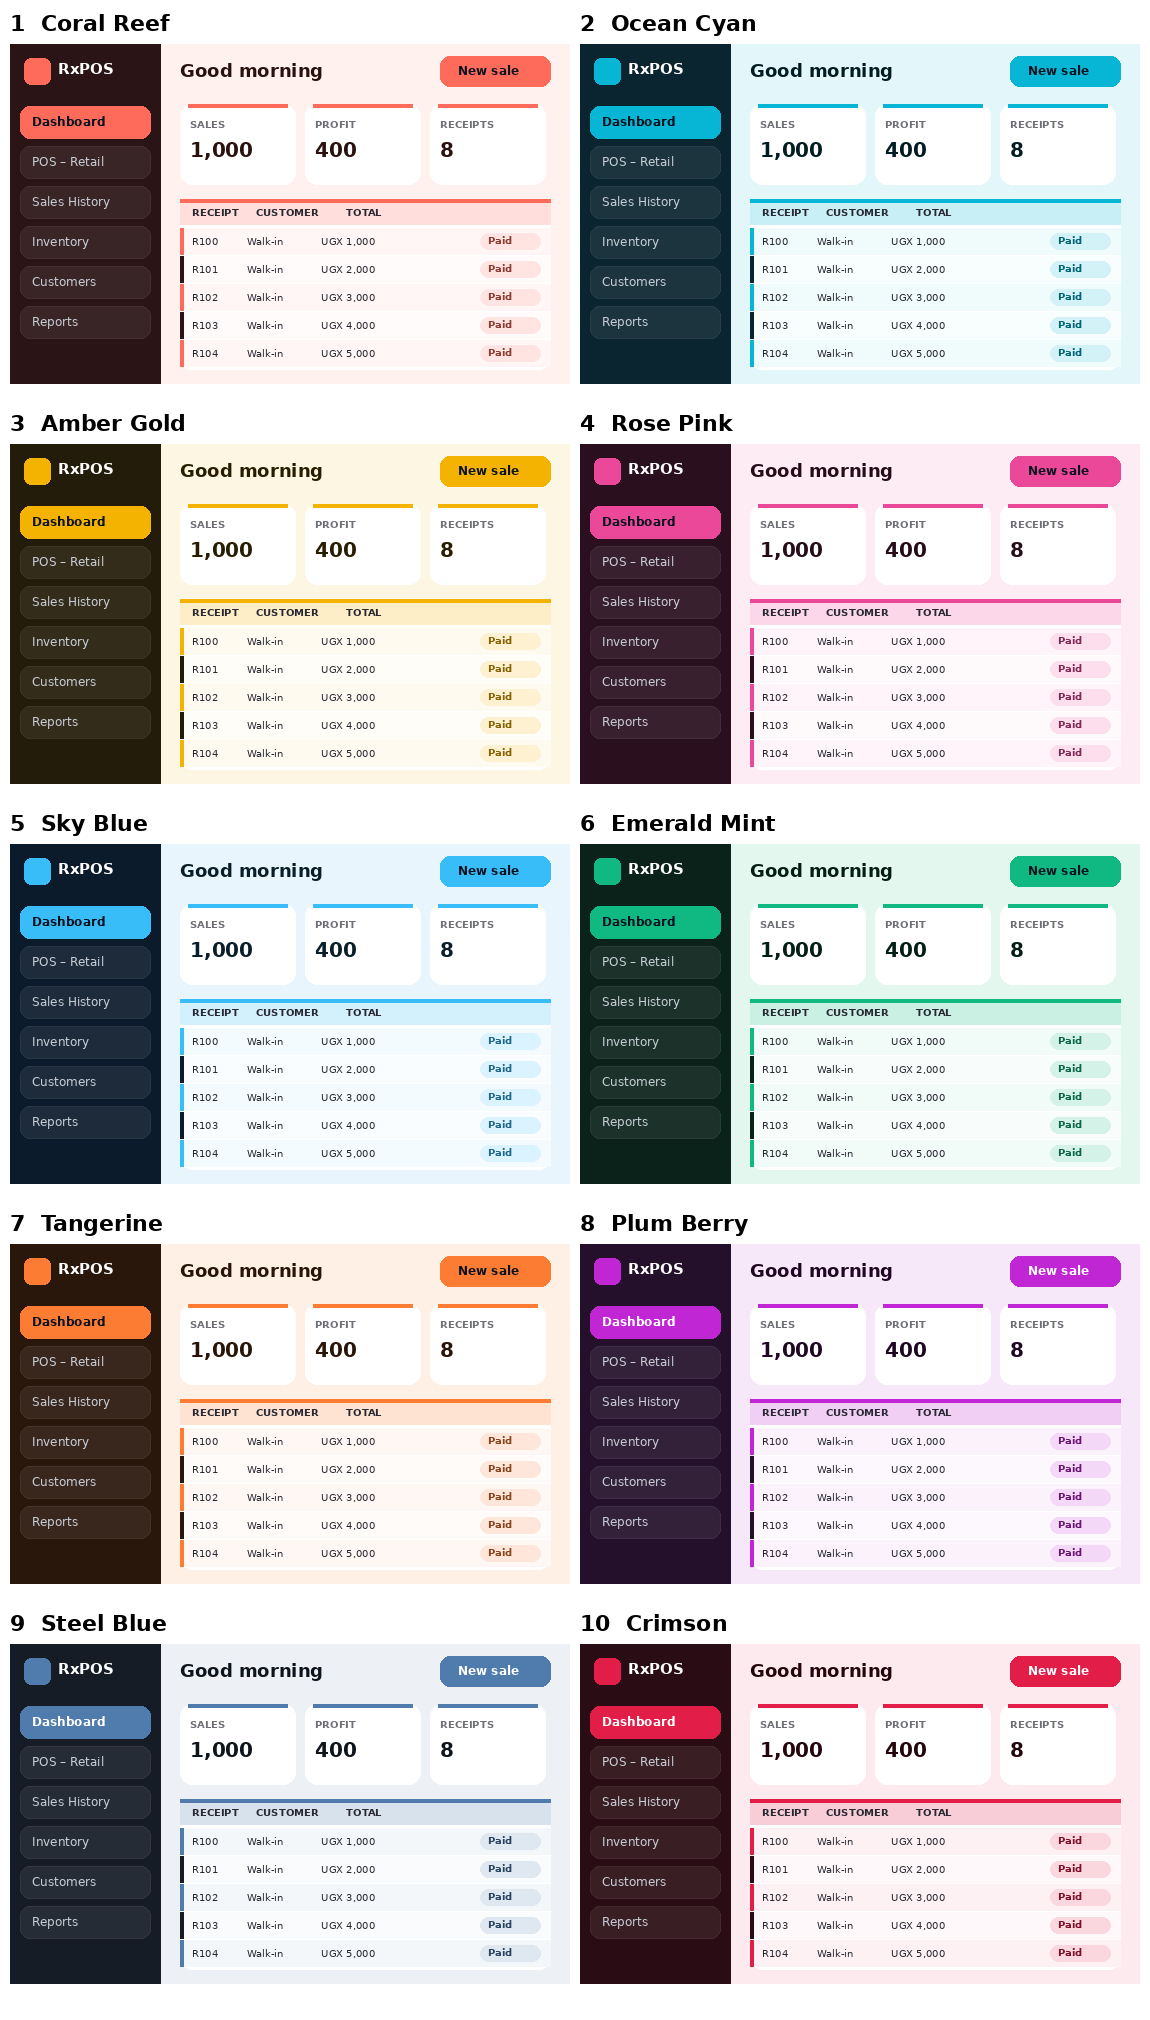 1 Coral Reef
RxPOS
Dashboard
POS – Retail
Sales History
Inventory
Customers
Reports
Good morning
New sale
SALES PROFIT RECEIPTS
1,000 400 8
RECEIPT CUSTOMER TOTAL
R100 Walk-in UGX 1,000 Paid
R101 Walk-in UGX 2,000 Paid
R102 Walk-in UGX 3,000 Paid
R103 Walk-in UGX 4,000 Paid
R104 Walk-in UGX 5,000 Paid
2 Ocean Cyan
RxPOS
Dashboard
POS – Retail
Sales History
Inventory
Customers
Reports
Good morning
New sale
SALES PROFIT RECEIPTS
1,000 400 8
RECEIPT CUSTOMER TOTAL
R100 Walk-in UGX 1,000 Paid
R101 Walk-in UGX 2,000 Paid
R102 Walk-in UGX 3,000 Paid
R103 Walk-in UGX 4,000 Paid
R104 Walk-in UGX 5,000 Paid
3 Amber Gold
RxPOS
Dashboard
POS – Retail
Sales History
Inventory
Customers
Reports
Good morning
New sale
SALES PROFIT RECEIPTS
1,000 400 8
RECEIPT CUSTOMER TOTAL
R100 Walk-in UGX 1,000 Paid
R101 Walk-in UGX 2,000 Paid
R102 Walk-in UGX 3,000 Paid
R103 Walk-in UGX 4,000 Paid
R104 Walk-in UGX 5,000 Paid
4 Rose Pink
RxPOS
Dashboard
POS – Retail
Sales History
Inventory
Customers
Reports
Good morning
New sale
SALES PROFIT RECEIPTS
1,000 400 8
RECEIPT CUSTOMER TOTAL
R100 Walk-in UGX 1,000 Paid
R101 Walk-in UGX 2,000 Paid
R102 Walk-in UGX 3,000 Paid
R103 Walk-in UGX 4,000 Paid
R104 Walk-in UGX 5,000 Paid
5 Sky Blue
RxPOS
Dashboard
POS – Retail
Sales History
Inventory
Customers
Reports
Good morning
New sale
SALES PROFIT RECEIPTS
1,000 400 8
RECEIPT CUSTOMER TOTAL
R100 Walk-in UGX 1,000 Paid
R101 Walk-in UGX 2,000 Paid
R102 Walk-in UGX 3,000 Paid
R103 Walk-in UGX 4,000 Paid
R104 Walk-in UGX 5,000 Paid
6 Emerald Mint
RxPOS
Dashboard
POS – Retail
Sales History
Inventory
Customers
Reports
Good morning
New sale
SALES PROFIT RECEIPTS
1,000 400 8
RECEIPT CUSTOMER TOTAL
R100 Walk-in UGX 1,000 Paid
R101 Walk-in UGX 2,000 Paid
R102 Walk-in UGX 3,000 Paid
R103 Walk-in UGX 4,000 Paid
R104 Walk-in UGX 5,000 Paid
7 Tangerine
RxPOS
Dashboard
POS – Retail
Sales History
Inventory
Customers
Reports
Good morning
New sale
SALES PROFIT RECEIPTS
1,000 400 8
RECEIPT CUSTOMER TOTAL
R100 Walk-in UGX 1,000 Paid
R101 Walk-in UGX 2,000 Paid
R102 Walk-in UGX 3,000 Paid
R103 Walk-in UGX 4,000 Paid
R104 Walk-in UGX 5,000 Paid
8 Plum Berry
RxPOS
Dashboard
POS – Retail
Sales History
Inventory
Customers
Reports
Good morning
New sale
SALES PROFIT RECEIPTS
1,000 400 8
RECEIPT CUSTOMER TOTAL
R100 Walk-in UGX 1,000 Paid
R101 Walk-in UGX 2,000 Paid
R102 Walk-in UGX 3,000 Paid
R103 Walk-in UGX 4,000 Paid
R104 Walk-in UGX 5,000 Paid
9 Steel Blue
RxPOS
Dashboard
POS – Retail
Sales History
Inventory
Customers
Reports
Good morning
New sale
SALES PROFIT RECEIPTS
1,000 400 8
RECEIPT CUSTOMER TOTAL
R100 Walk-in UGX 1,000 Paid
R101 Walk-in UGX 2,000 Paid
R102 Walk-in UGX 3,000 Paid
R103 Walk-in UGX 4,000 Paid
R104 Walk-in UGX 5,000 Paid
10 Crimson
RxPOS
Dashboard
POS – Retail
Sales History
Inventory
Customers
Reports
Good morning
New sale
SALES PROFIT RECEIPTS
1,000 400 8
RECEIPT CUSTOMER TOTAL
R100 Walk-in UGX 1,000 Paid
R101 Walk-in UGX 2,000 Paid
R102 Walk-in UGX 3,000 Paid
R103 Walk-in UGX 4,000 Paid
R104 Walk-in UGX 5,000 Paid